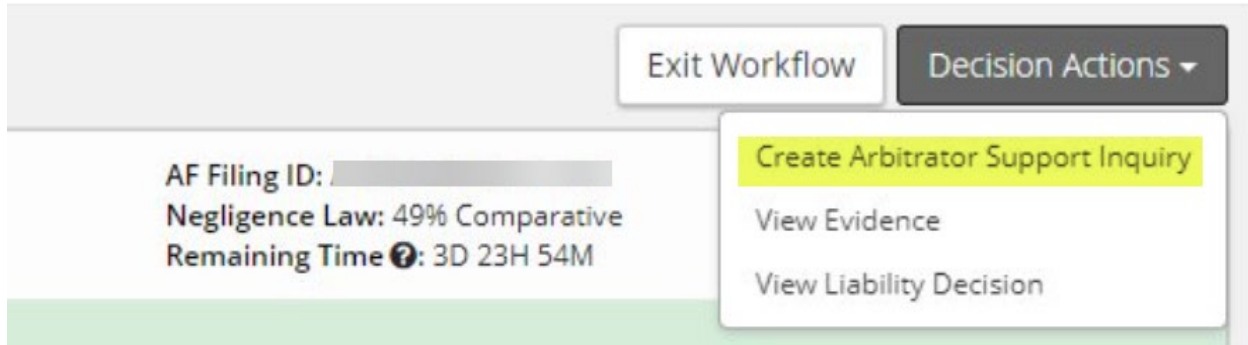 Exit Workflow
Decision Actions
Create Arbitrator Support Inquiry
View Evidence
View Liability Decision
AF Filing ID:
Negligence Law: 49% Comparative
Remaining Time ?: 3D 23H 54M